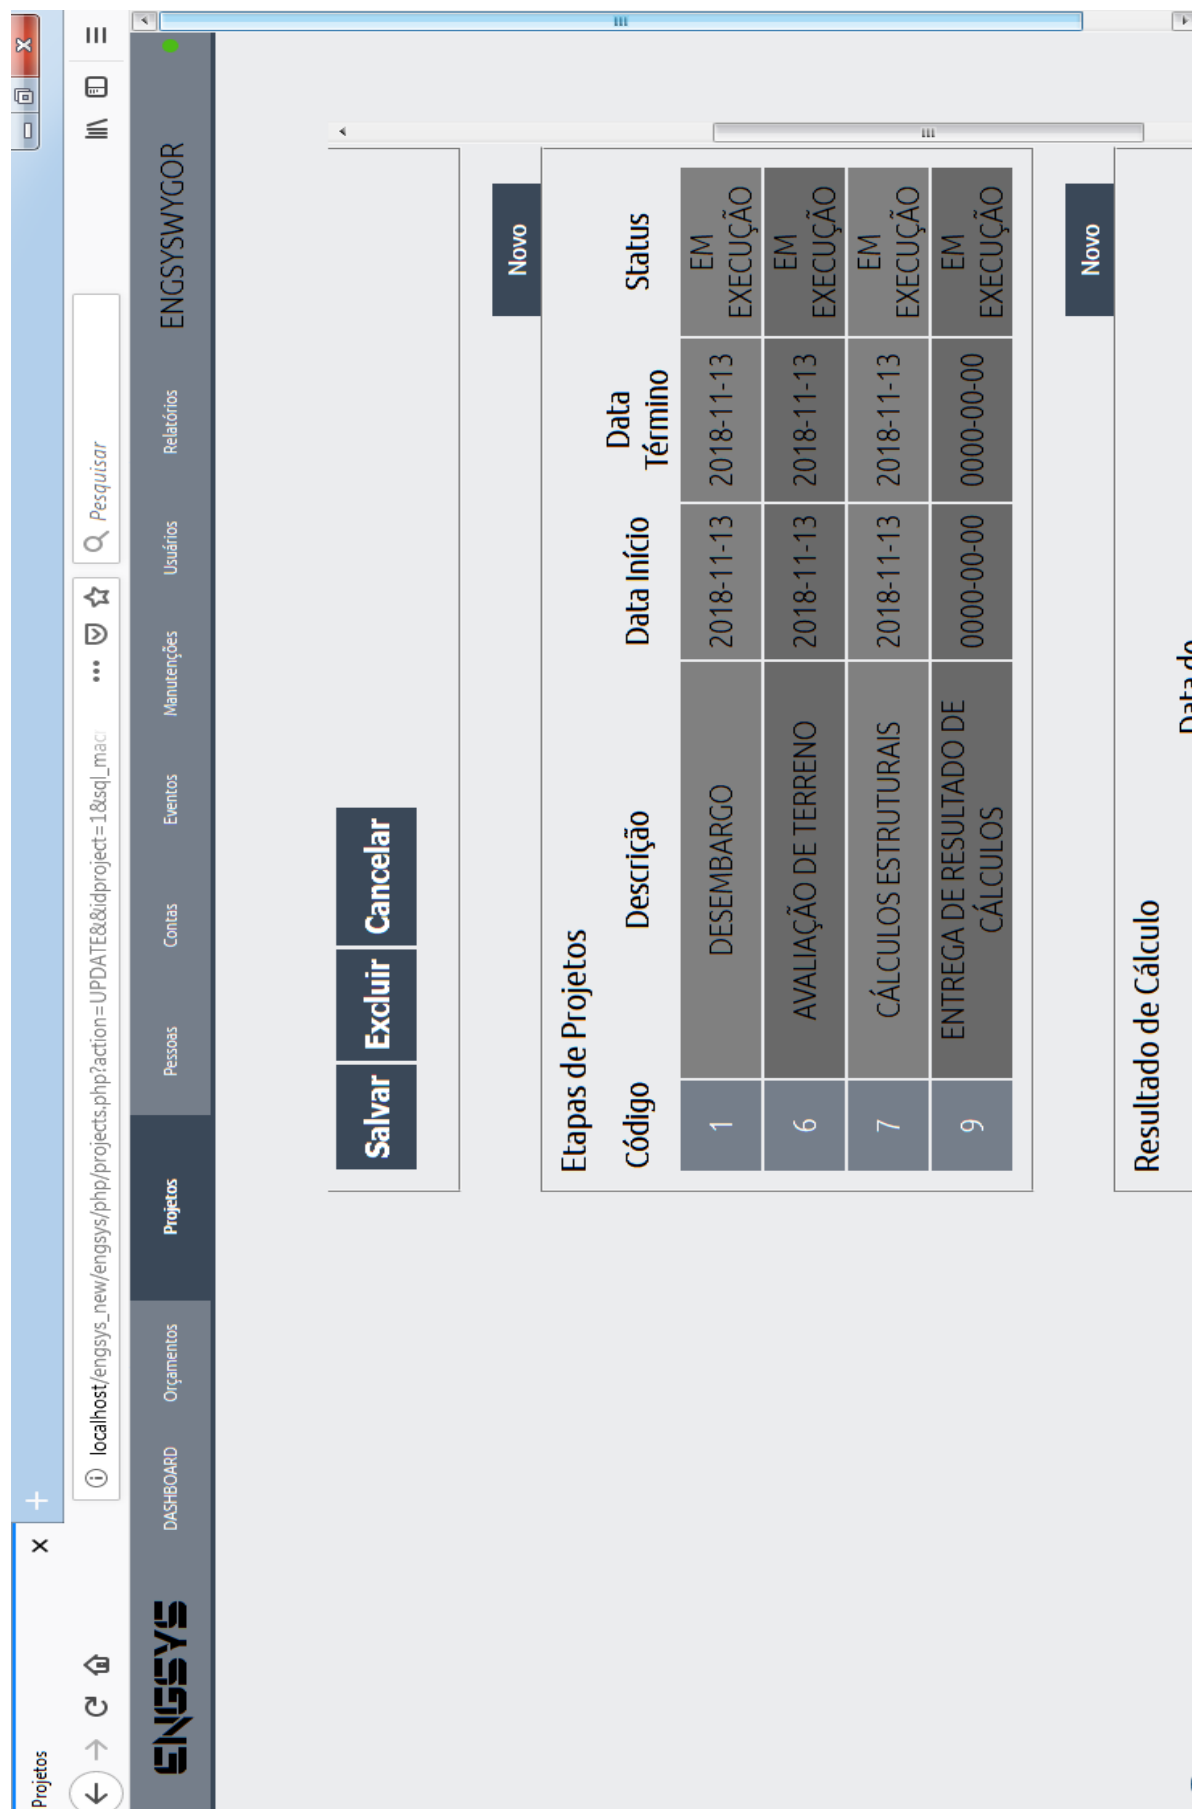 Projetos
localhost/engsys_new/engsys/php/projects.php?action=UPDATE&&idproject=1&sql_mac
Pesquisar
ENGSYS
DASHBOARD
Orçamentos
Projetos
Pessoas
Contas
Eventos
Manutenções
Usuários
Relatórios
ENGSYSWYGOR
Salvar
Excluir
Cancelar
Novo
Etapas de Projetos
Código
Descrição
Data Início
Data
Término
Status
1
DESEMBARGO
2018-11-13
2018-11-13
EM
EXECUÇÃO
6
AVALIAÇÃO DE TERRENO
2018-11-13
2018-11-13
EM
EXECUÇÃO
7
CÁLCULOS ESTRUTURAIS
2018-11-13
2018-11-13
EM
EXECUÇÃO
9
ENTREGA DE RESULTADO DE
CÁLCULOS
0000-00-00
0000-00-00
EM
EXECUÇÃO
Novo
Resultado de Cálculo
Data do